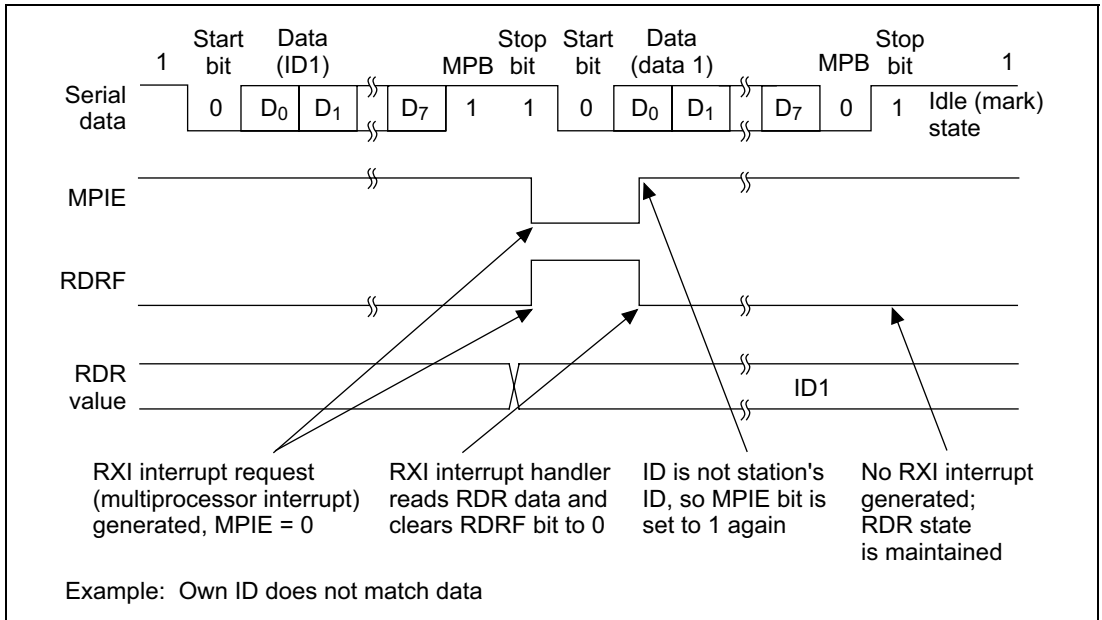 Start Data Stop Start Data Stop
1 bit (ID1) MPB bit bit (data 1) MPB bit 1
Serial data 0 D0 D1 D7 1 1 0 D0 D1 D7 0 1 Idle (mark) state
MPIE
RDRF
RDR
value
ID1
RXI interrupt request
(multiprocessor interrupt)
generated, MPIE = 0
RXI interrupt handler
reads RDR data and
clears RDRF bit to 0
ID is not station's
ID, so MPIE bit is
set to 1 again
No RXI interrupt
generated;
RDR state
is maintained
Example: Own ID does not match data